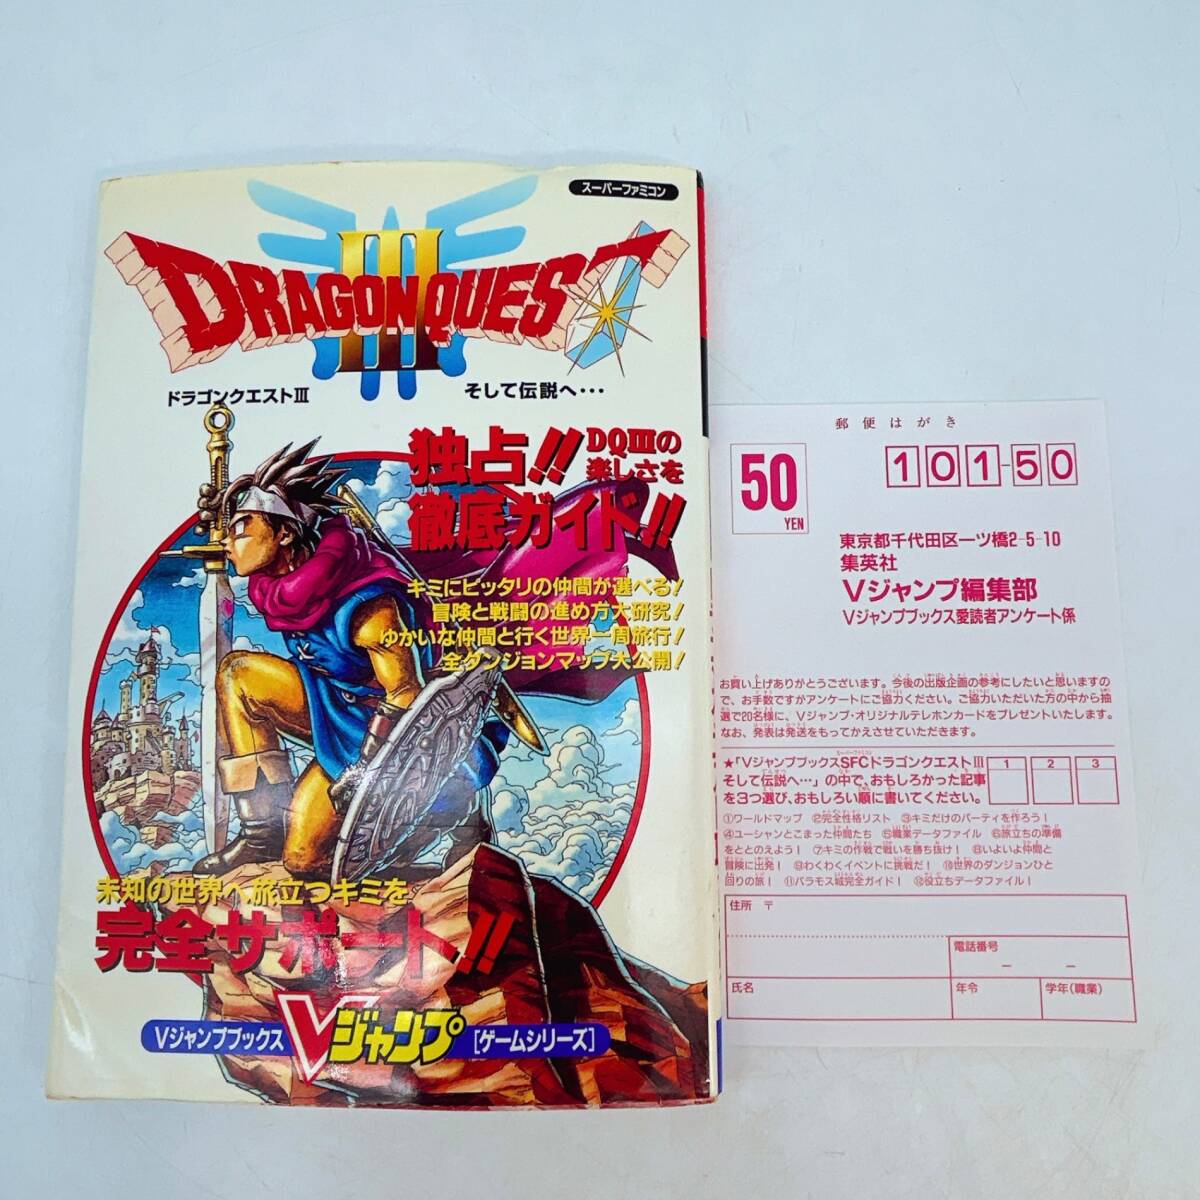 スーパーファミコン
DRAGON QUEST
III
ドラゴンクエストIII
そして伝説へ・・・
独占!! DQIIIの楽しさを
徹底ガイド!!
キミにピッタリの仲間が選べる!
冒険と戦闘の進め方大研究!
ゆかいな仲間と行く世界一周旅行!
全ダンジョンマップ大公開!
未知の世界へ旅立つキミを
完全サポート!!
Vジャンプブックス Vジャンプ [ゲームシリーズ]
郵便はがき
50 YEN
101-50
東京都千代田区一ツ橋2-5-10
集英社
Vジャンプ編集部
Vジャンプブックス愛読者アンケート係
お買い上げありがとうございます。今後の出版企画の参考にしたいと思いますの
で、お手数ですがアンケートにご協力ください。ご協力いただいた方の中から抽
選で20名様に、Vジャンプ・オリジナルテレホンカードをプレゼントいたします。
なお、発表は発送をもってかえさせていただきます。
★「VジャンプブックスSFCドラゴンクエストIII
そして伝説へ…」の中で、おもしろかった記事
を3つ選び、おもしろい順に書いてください。
1 2 3
①ワールドマップ ②完全性格リスト ③キミだけのパーティを作ろう!
④ユーシャンとこまった仲間たち ⑤職業データファイル ⑥旅立ちの準備
をととのえよう! ⑦キミの作戦で戦いを勝ち抜け! ⑧いよいよ仲間と
冒険に出発! ⑨わくわくイベントに挑戦だ! ⑩世界のダンジョンひと
回りの旅! ⑪バラモス城完全ガイド! ⑫役立ちデータファイル!
住所 〒
電話番号
－ －
氏名
年令
学年(職業)